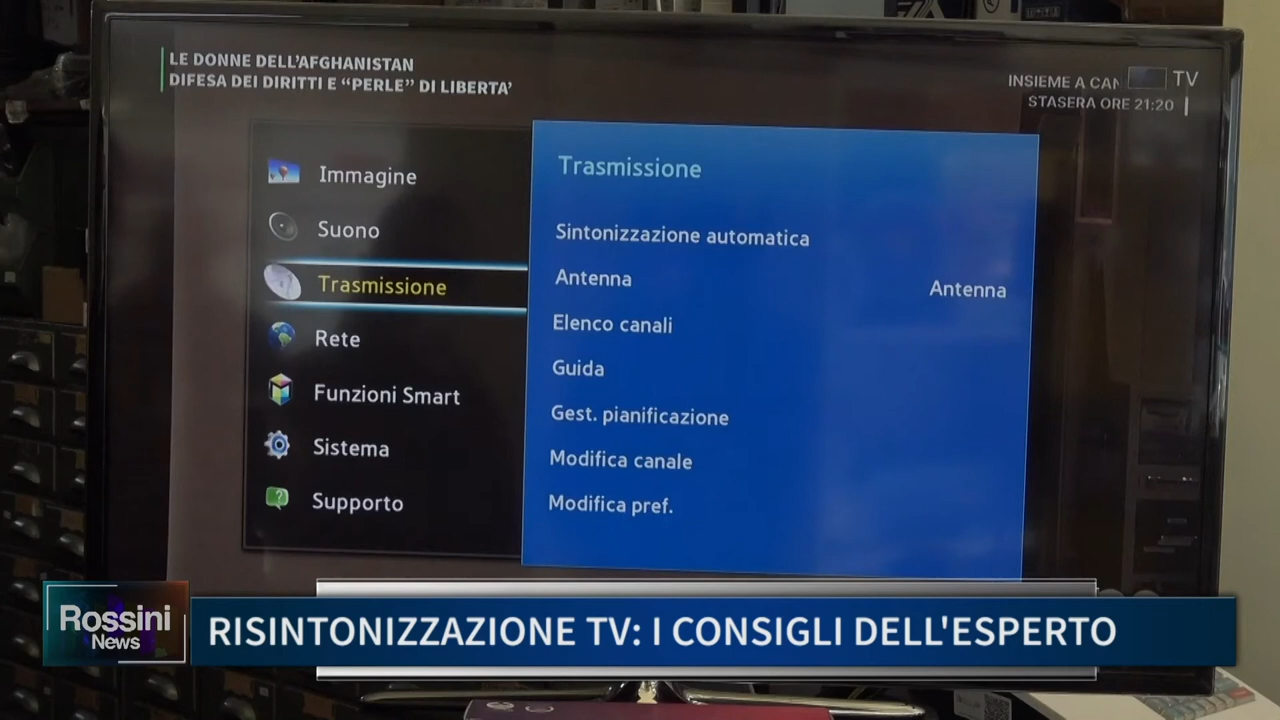 LE DONNE DELL'AFGHANISTAN
DIFESA DEI DIRITTI E “PERLE” DI LIBERTA'
INSIEME A CAN
TV
STASERA ORE 21:20
Immagine
Suono
Trasmissione
Rete
Funzioni Smart
Sistema
Supporto
Trasmissione
Sintonizzazione automatica
Antenna Antenna
Elenco canali
Guida
Gest. pianificazione
Modifica canale
Modifica pref.
Rossini
News
RISINTONIZZAZIONE TV: I CONSIGLI DELL'ESPERTO